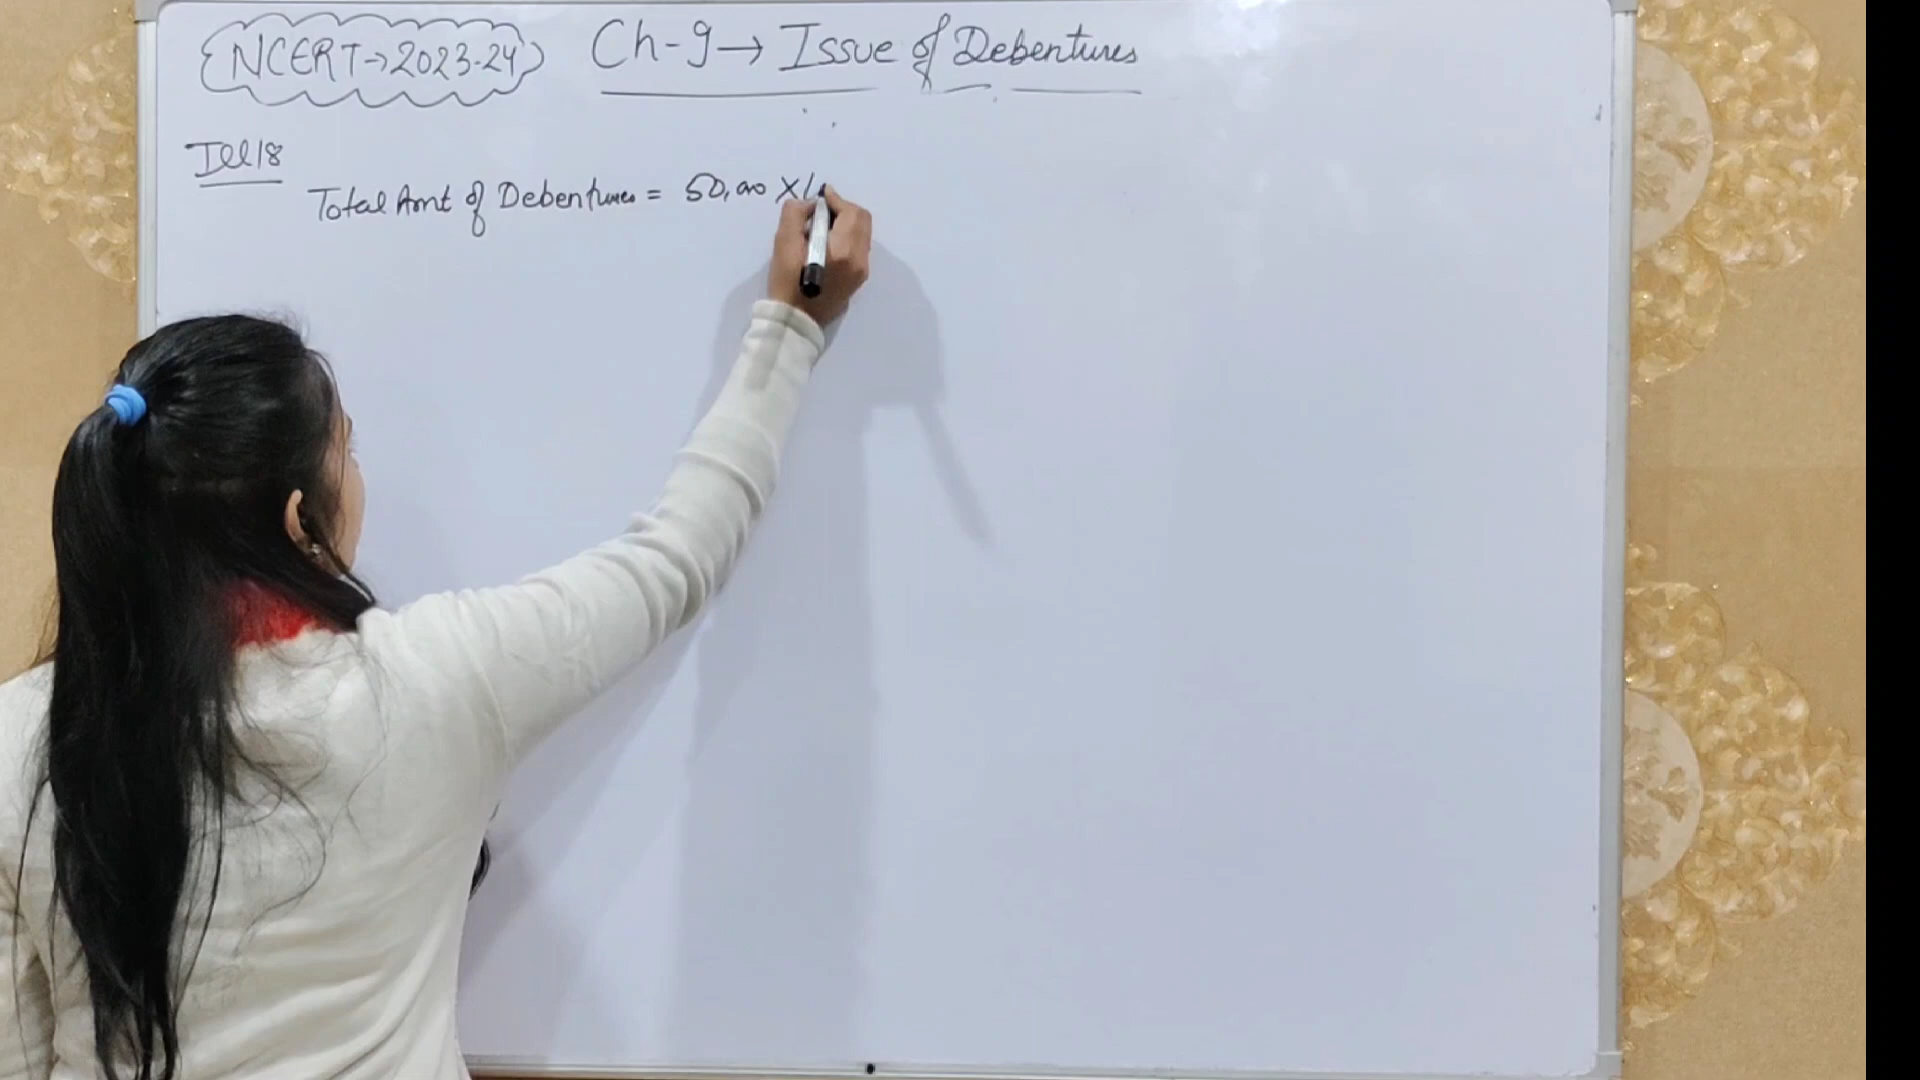 NCERT→2023-24 Ch-9→ Issue of Debentures
Ill 18
Total Amt of Debentures = 50,000 X 1